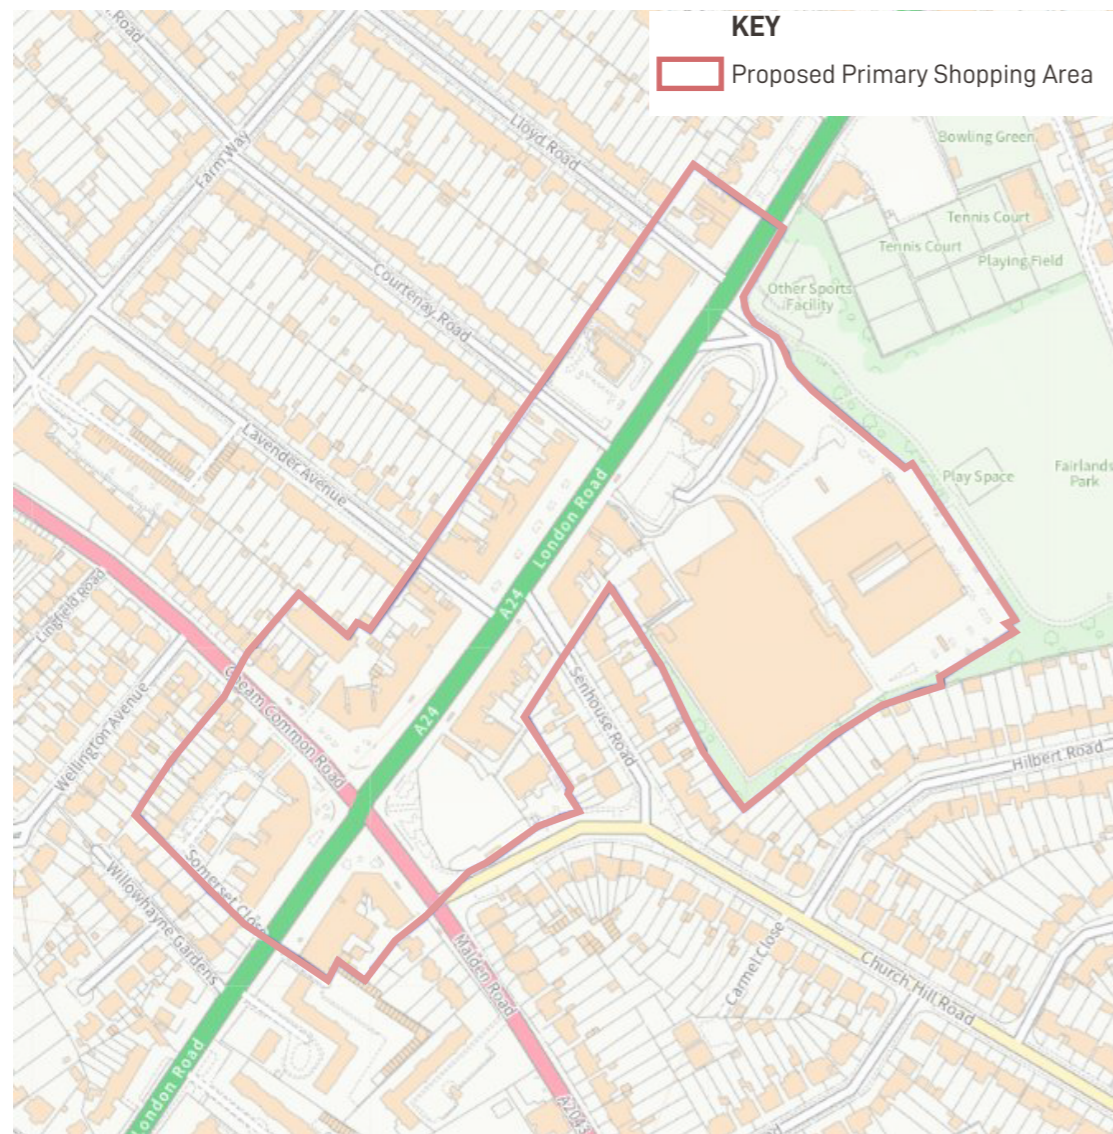 KEY
Proposed Primary Shopping Area
Road
Lloyd Road
Farm Way
Bowling Green
Tennis Court
Tennis Court
Playing Field
Other Sports
Facility
Courtenay Road
Lavender Avenue
Play Space
Fairlands
Park
London Road
A24
Lingfield Road
Cheam Common Road
Wellington Avenue
Senhouse Road
A24
Hilbert Road
Somerset Close
Willowhayne Gardens
Malden Road
Carmel Close
Church Hill Road
London Road
A2043